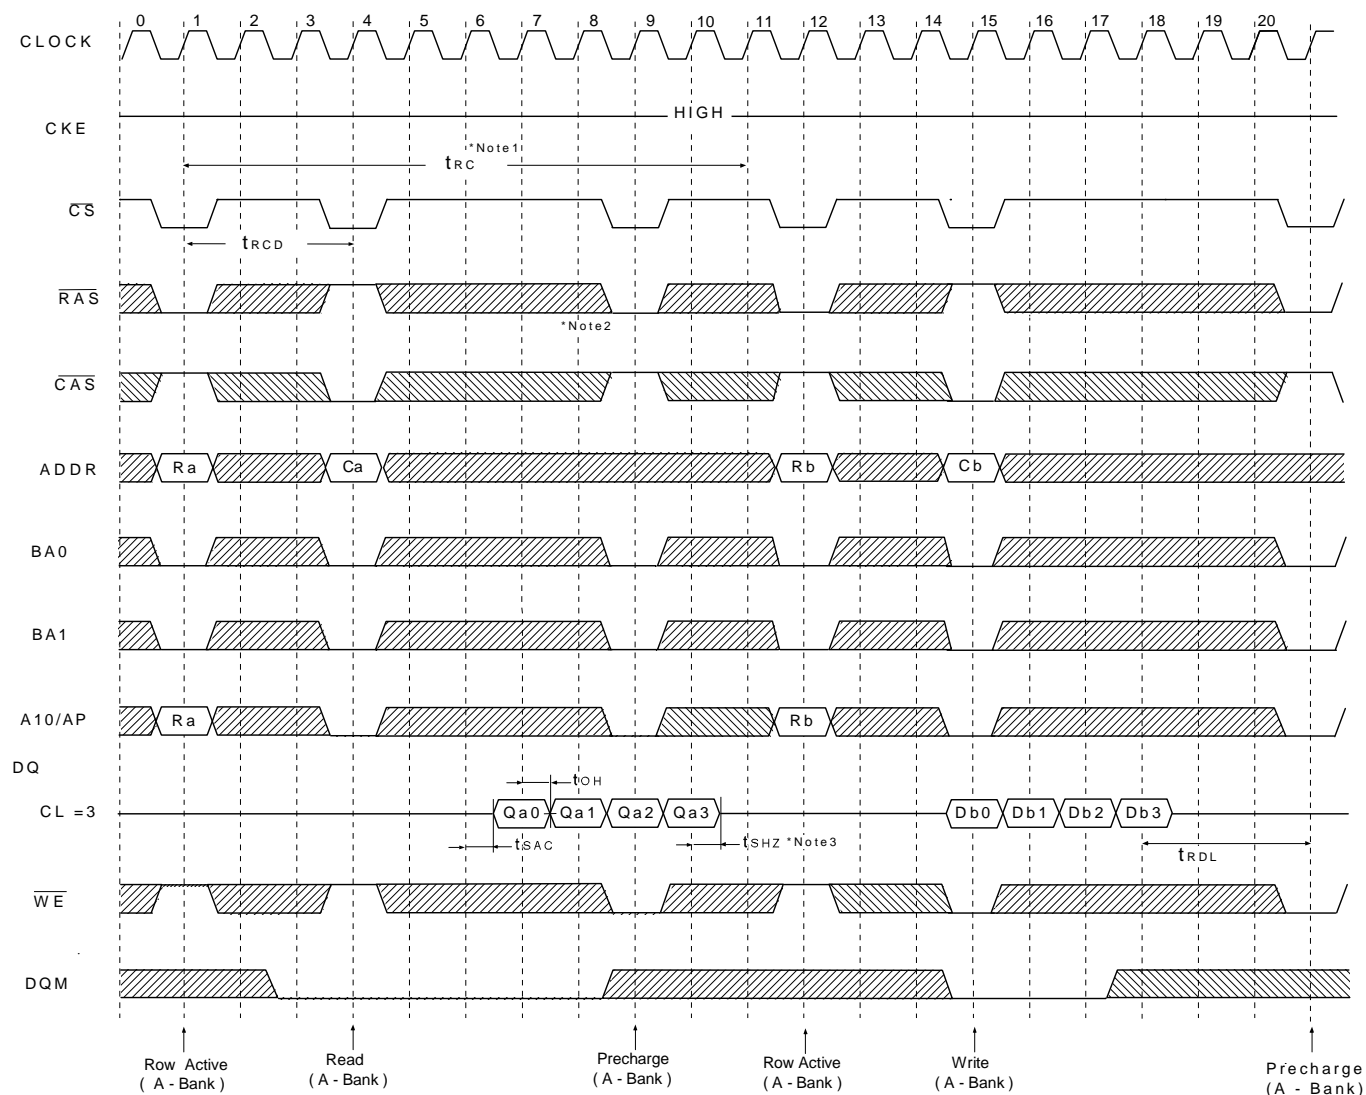 0 1 2 3 4 5 6 7 8 9 10 11 12 13 14 15 16 17 18 19 20
CLOCK
HIGH
CKE
tRC *Note1
CS
tRCD
RAS
*Note2
CAS
ADDR Ra Ca Rb Cb
BA0
BA1
A10/AP Ra Rb
DQ
tOH
CL =3 Qa0 Qa1 Qa2 Qa3 Db0 Db1 Db2 Db3
tSAC tSHZ *Note3
tRDL
WE
DQM
Row Active
( A - Bank )
Read
( A - Bank )
Precharge
( A - Bank )
Row Active
( A - Bank )
Write
( A - Bank )
Precharge
(A - Bank )